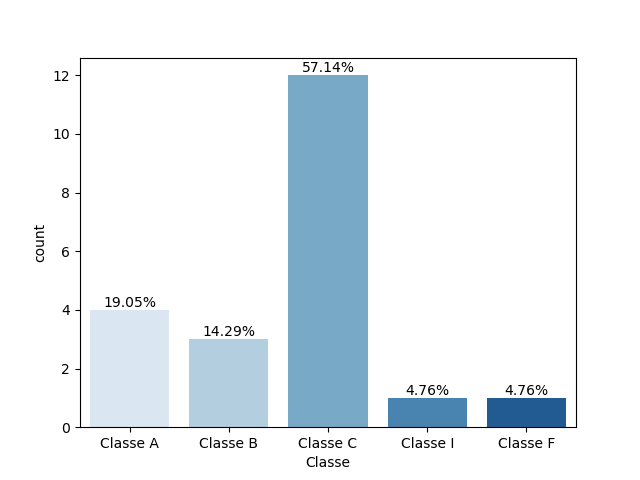 57.14%
12
10
8
6
count
4
19.05%
14.29%
2
4.76%
4.76%
0
Classe A
Classe B
Classe C
Classe I
Classe F
Classe